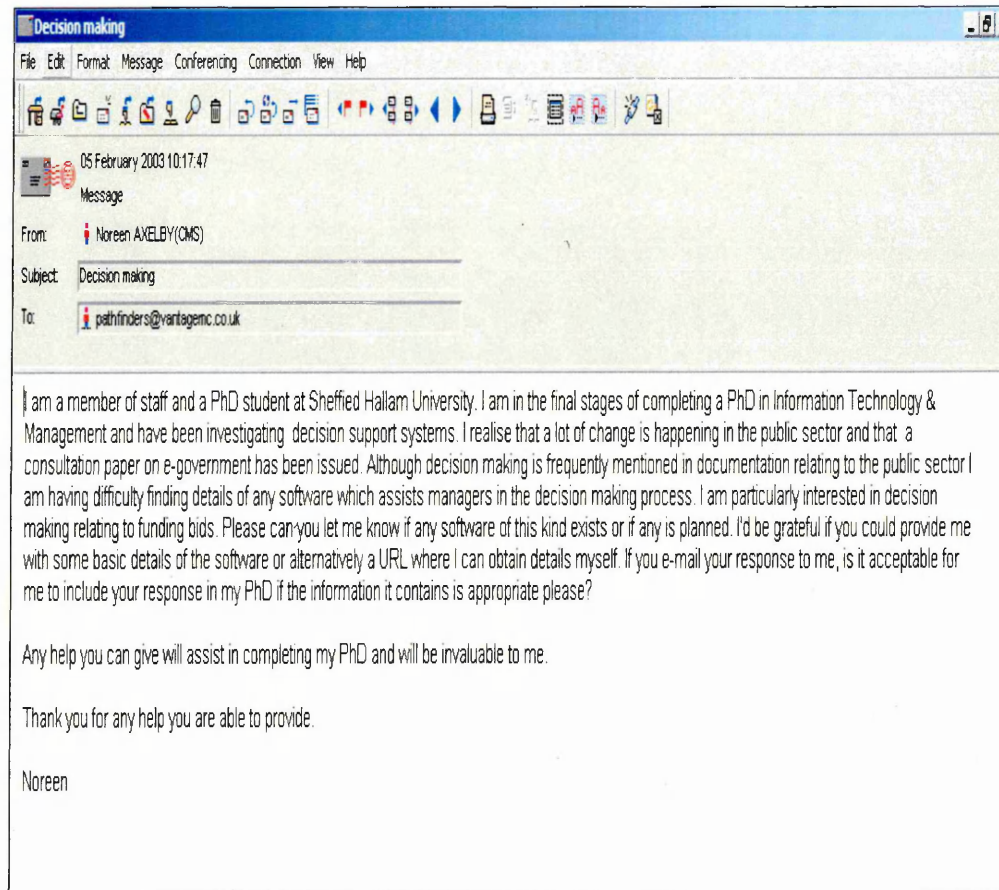 Decision making
File Edit Format Message Conferencing Connection View Help
05 February 2003 10:17:47
Message
From: Noreen AXELBY(CMS)
Subject: Decision making
To: pathfinders@vantagemc.co.uk
I am a member of staff and a PhD student at Sheffied Hallam University. I am in the final stages of completing a PhD in Information Technology &
Management and have been investigating decision support systems. I realise that a lot of change is happening in the public sector and that a
consultation paper on e-government has been issued. Although decision making is frequently mentioned in documentation relating to the public sector I
am having difficulty finding details of any software which assists managers in the decision making process. I am particularly interested in decision
making relating to funding bids. Please can you let me know if any software of this kind exists or if any is planned. I'd be grateful if you could provide me
with some basic details of the software or alternatively a URL where I can obtain details myself. If you e-mail your response to me, is it acceptable for
me to include your response in my PhD if the information it contains is appropriate please?
Any help you can give will assist in completing my PhD and will be invaluable to me.
Thank you for any help you are able to provide.
Noreen